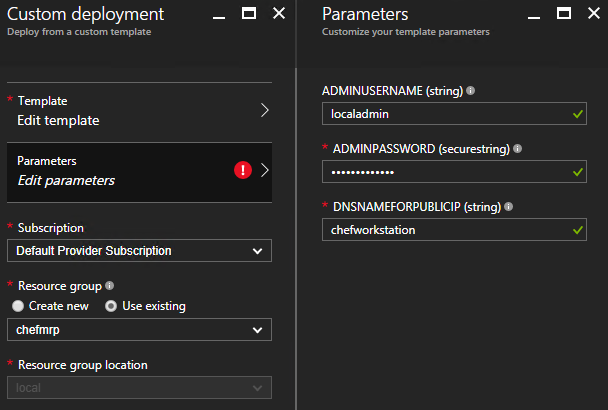 Custom deployment
Deploy from a custom template
* Template
Edit template
Parameters
Edit parameters
* Subscription
Default Provider Subscription
* Resource group
Create new Use existing
chefmrp
* Resource group location
local
Parameters
Customize your template parameters
ADMINUSERNAME (string)
localadmin
* ADMINPASSWORD (securestring)
•••••••••••••
* DNSNAMEFORPUBLICIP (string)
chefworkstation